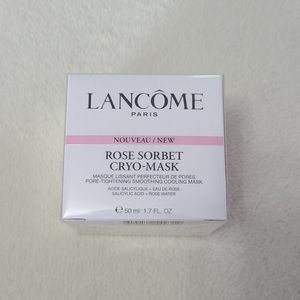 LANCÔME
PARIS
NOUVEAU / NEW
ROSE SORBET
CRYO-MASK
MASQUE LISSANT PERFECTEUR DE PORES
PORE-TIGHTENING SMOOTHING COOLING MASK
ACIDE SALICYLIQUE + EAU DE ROSE
SALICYLIC ACID + ROSE WATER
℮ 50 ml 1.7 FL. OZ